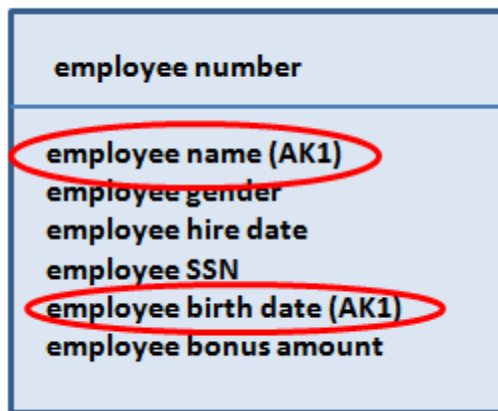 employee number
employee name (AK1)
employee gender
employee hire date
employee SSN
employee birth date (AK1)
employee bonus amount